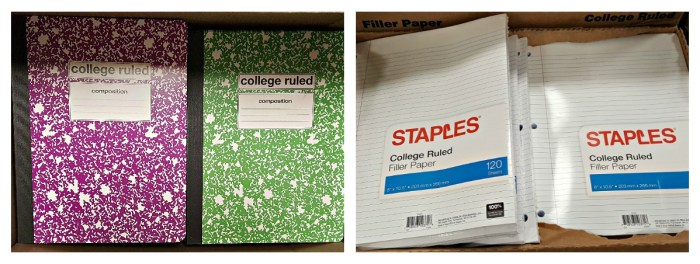 college ruled
composition
college ruled
composition
Filler Paper
College Ruled
STAPLES
College Ruled
Filler Paper
120
Sheets
100%
STAPLES
College Ruled
Filler Paper